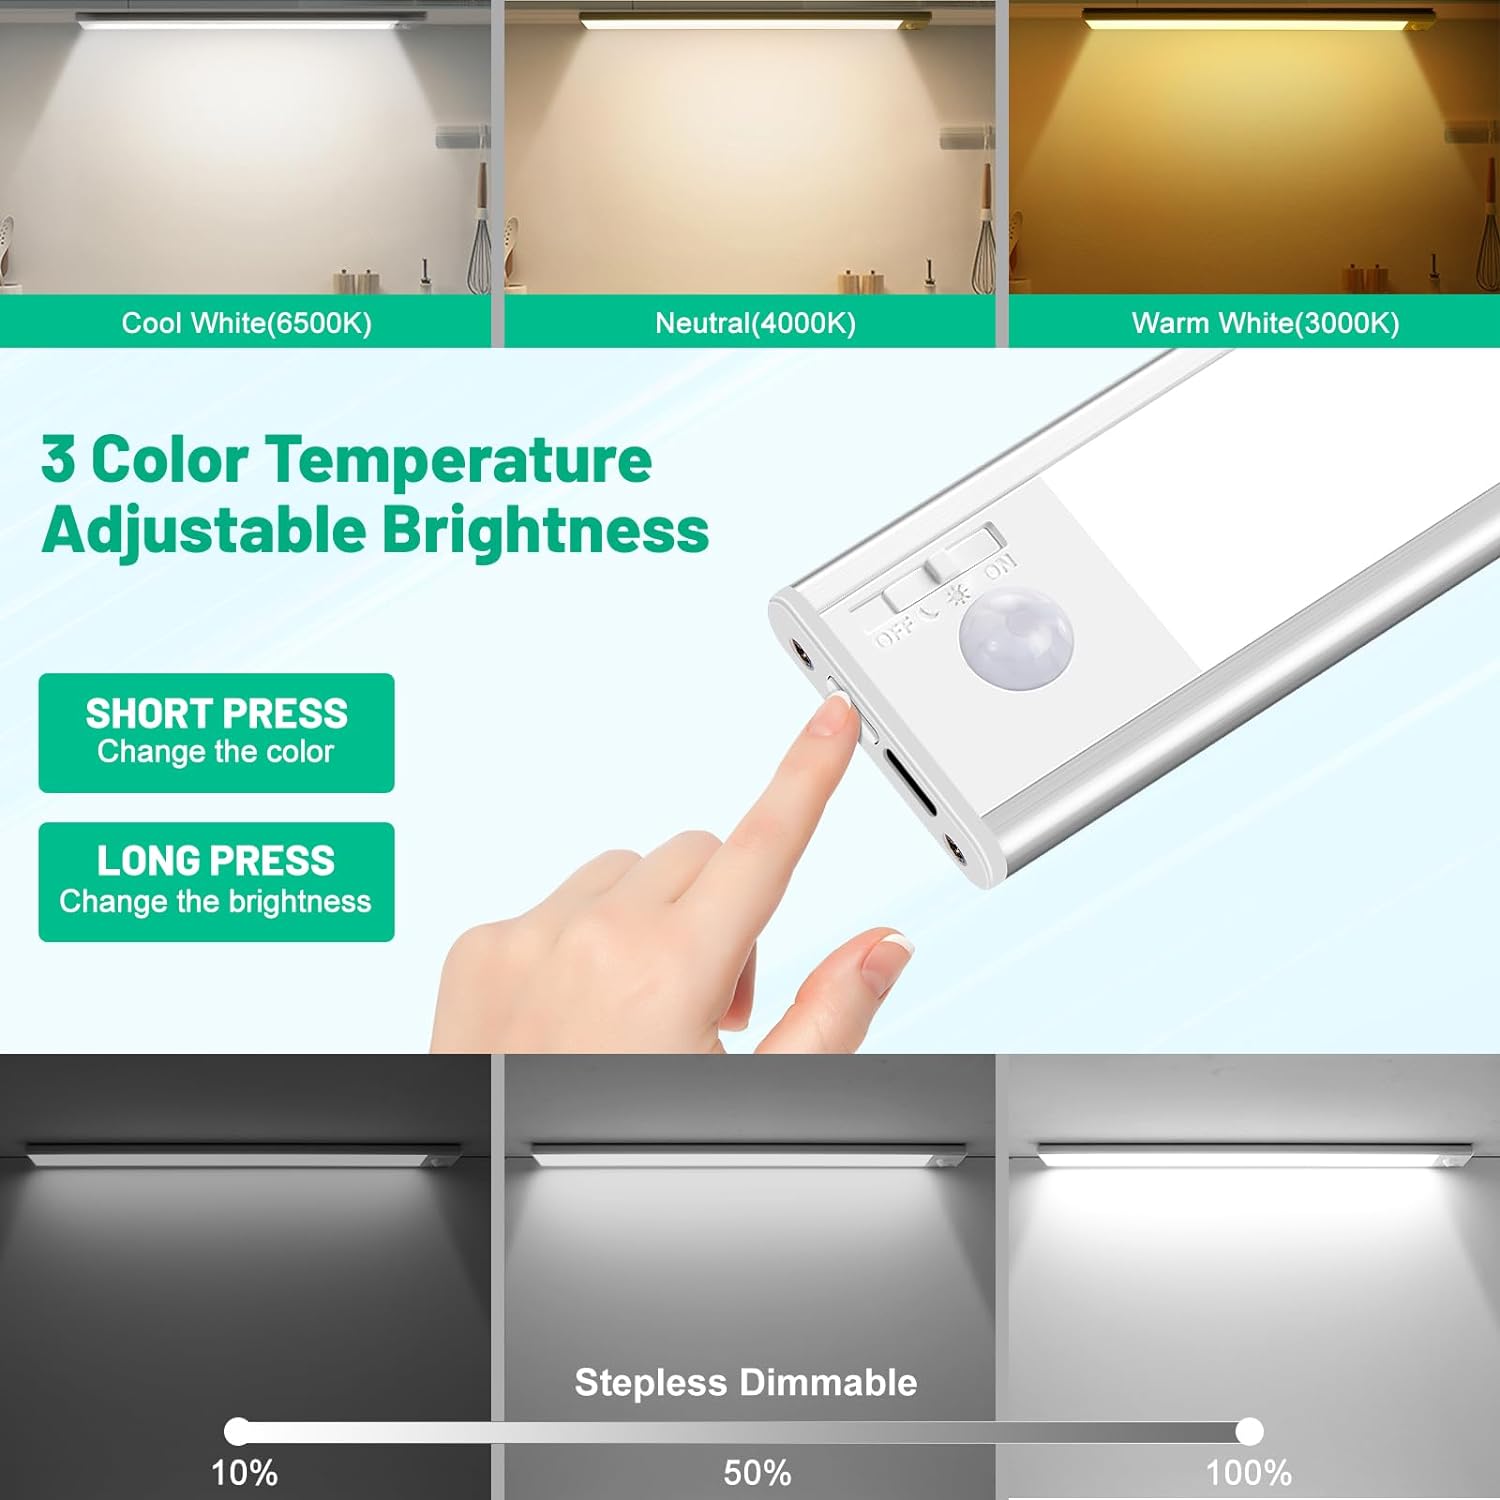 Cool White(6500K)
Neutral(4000K)
Warm White(3000K)
3 Color Temperature
Adjustable Brightness
OFF
ON
SHORT PRESS
Change the color
LONG PRESS
Change the brightness
Stepless Dimmable
10%
50%
100%